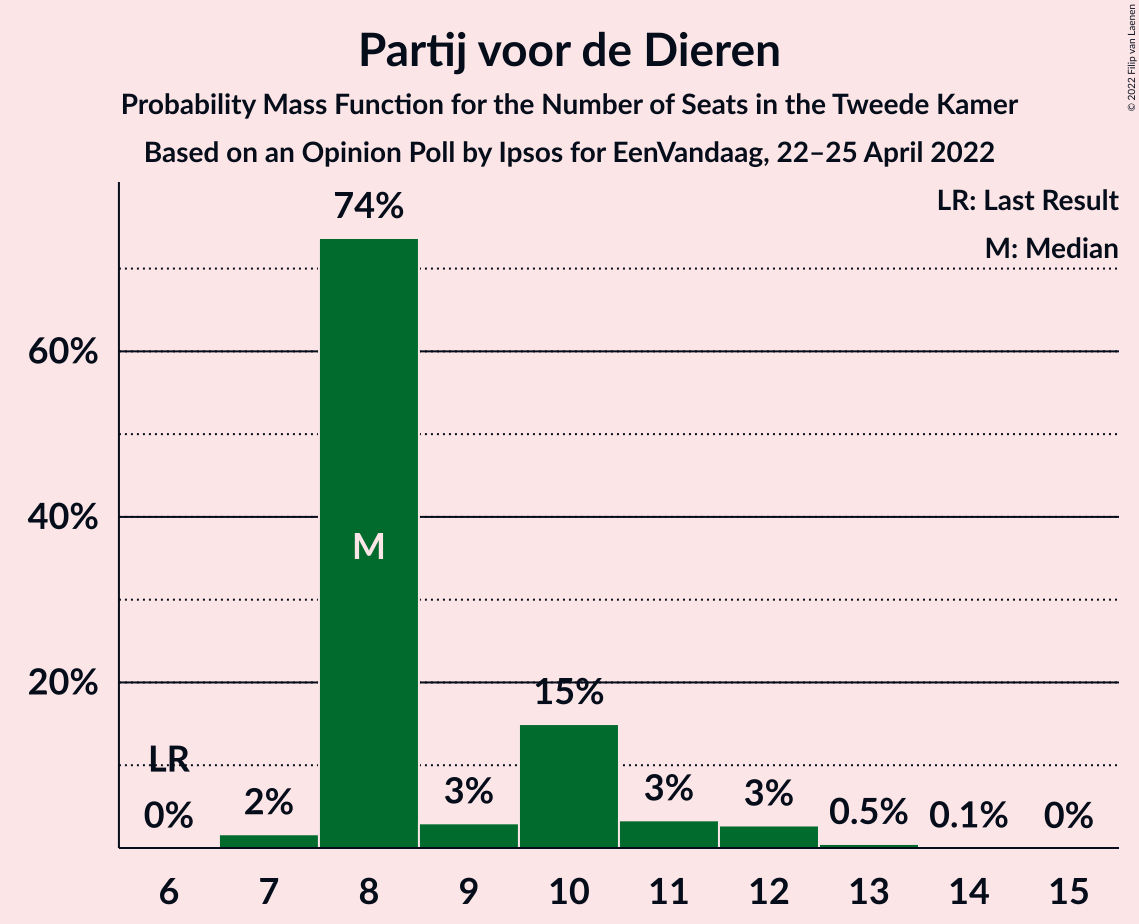 Partij voor de Dieren
Probability Mass Function for the Number of Seats in the Tweede Kamer
Based on an Opinion Poll by Ipsos for EenVandaag, 22–25 April 2022
© 2022 Filip van Laenen
LR: Last Result
M: Median
74%
60%
40%
M
20%
15%
LR
0%
2%
3%
3%
3%
0.5%
0.1%
0%
6 7 8 9 10 11 12 13 14 15